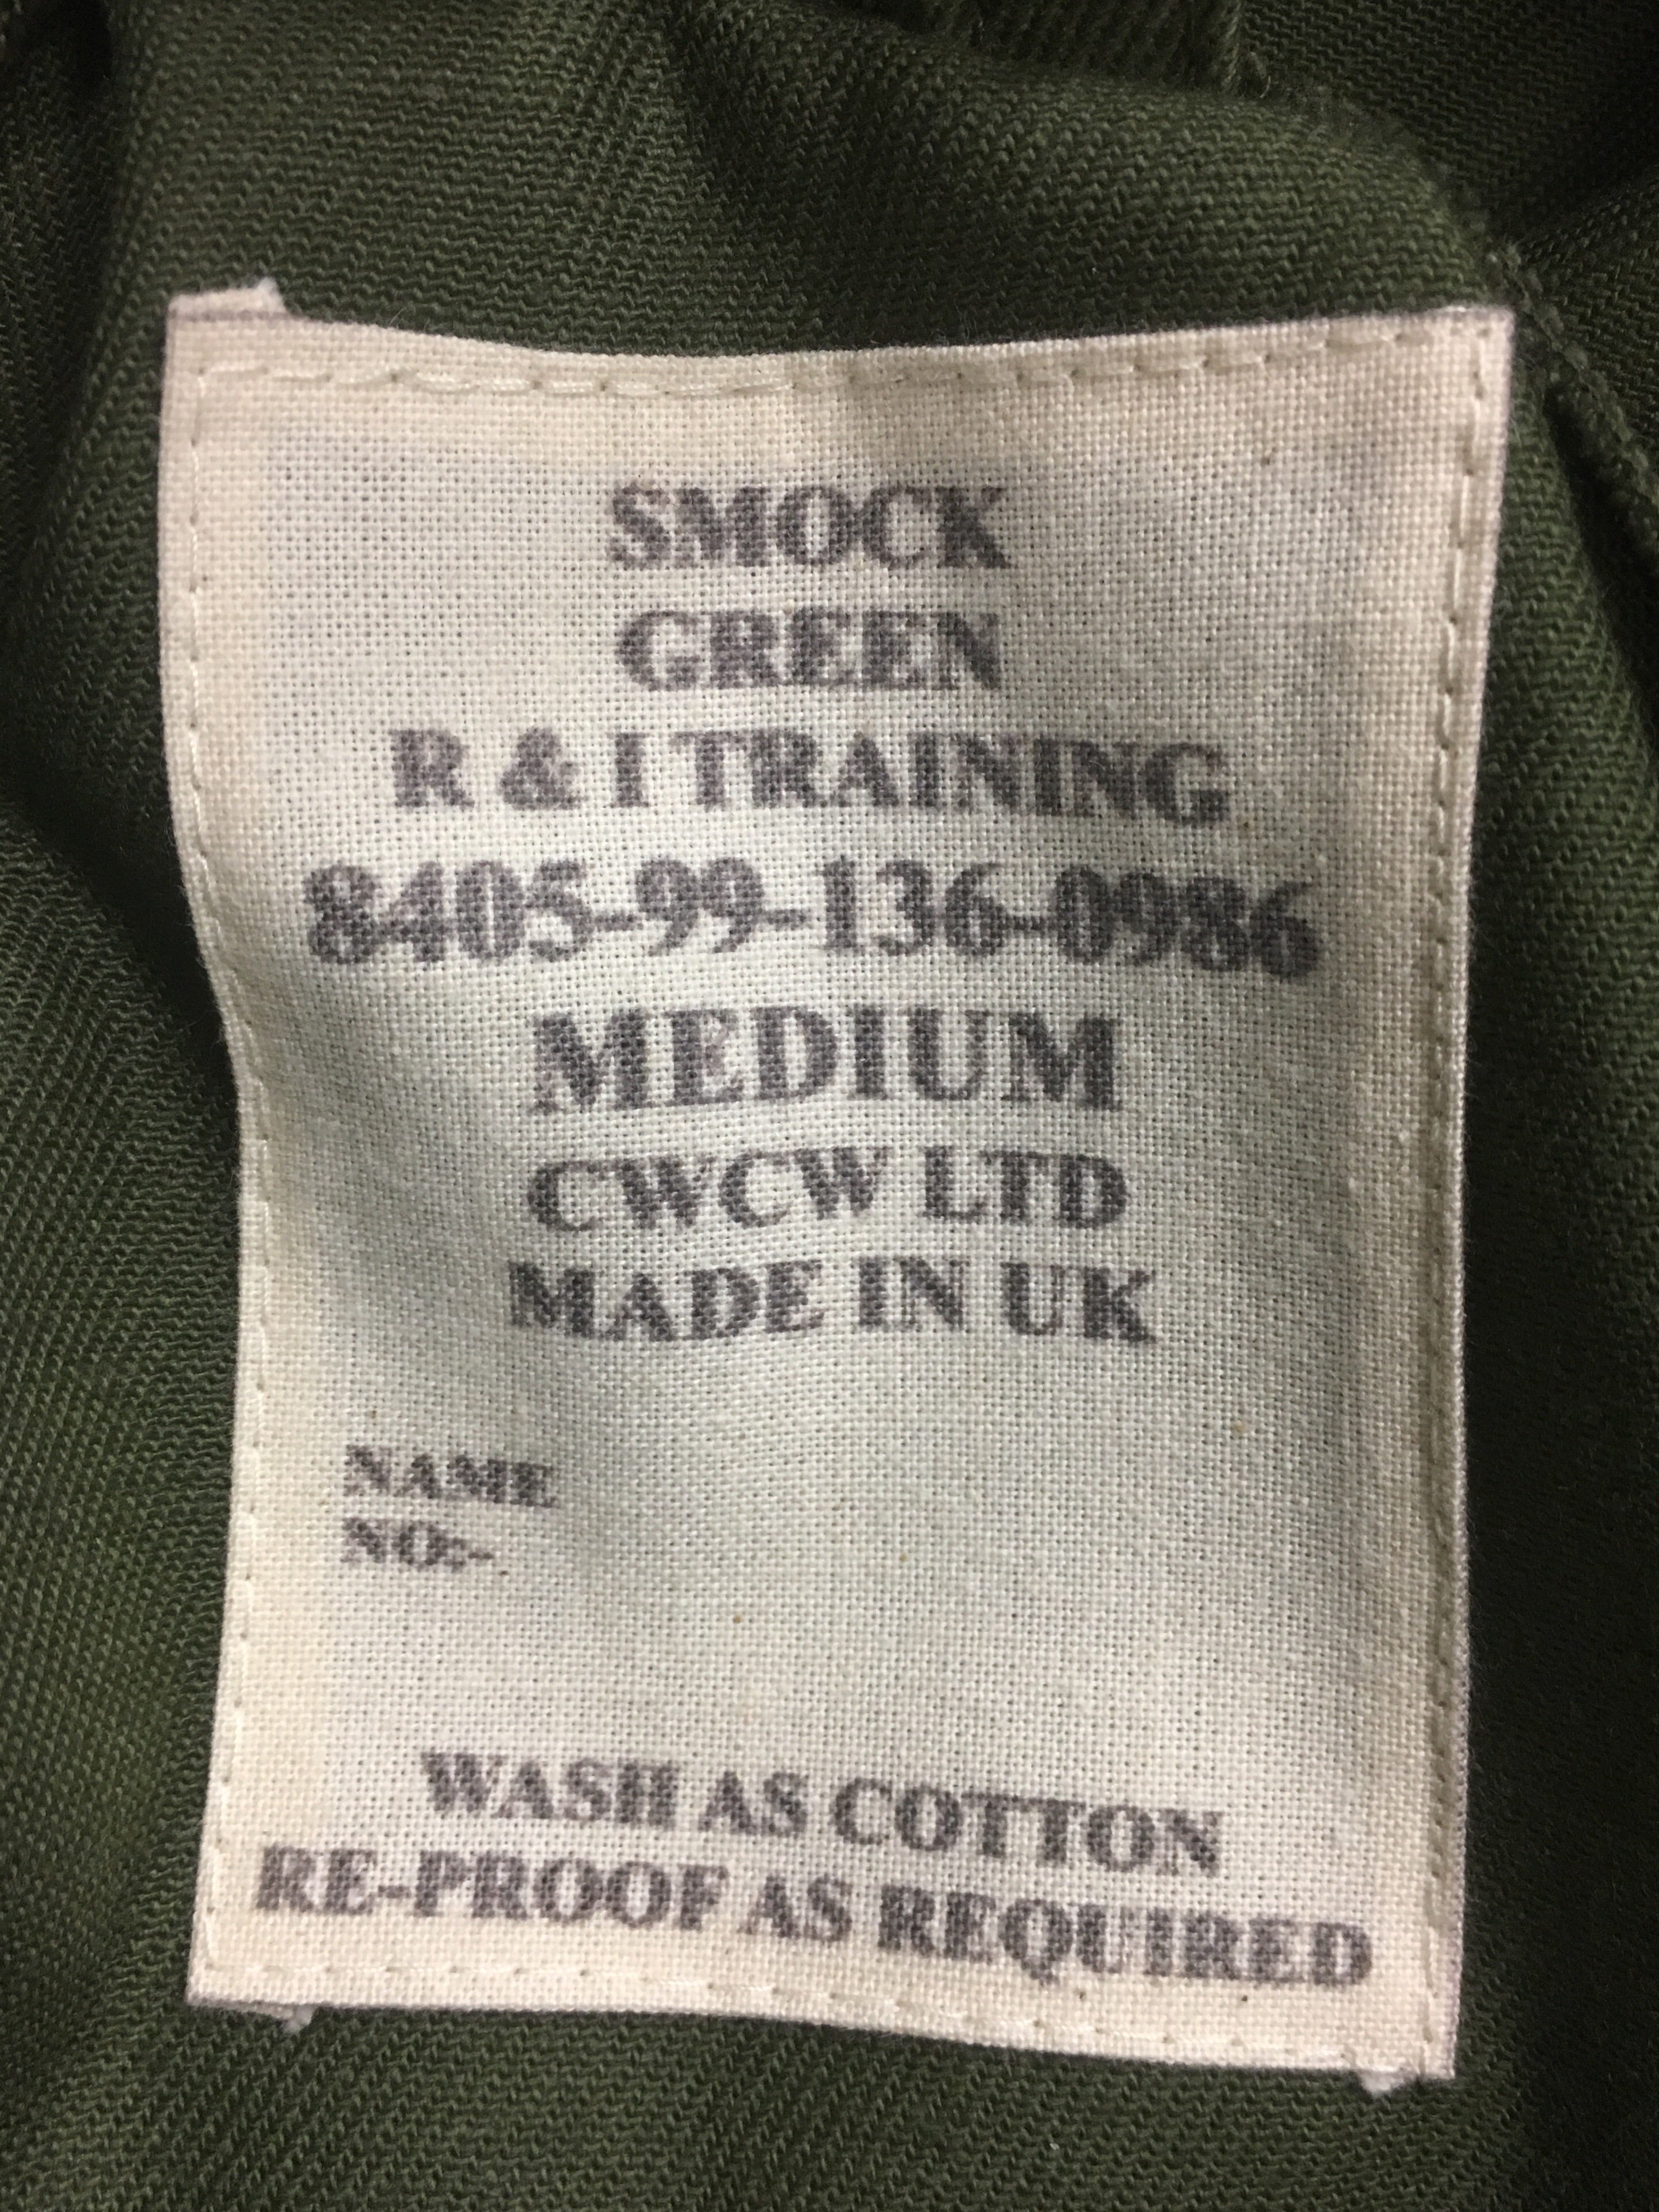 SMOCK
GREEN
R & I TRAINING
8405-99-136-0986
MEDIUM
CWCW LTD
MADE IN UK
NAME
NO:-
WASH AS COTTON
RE-PROOF AS REQUIRED